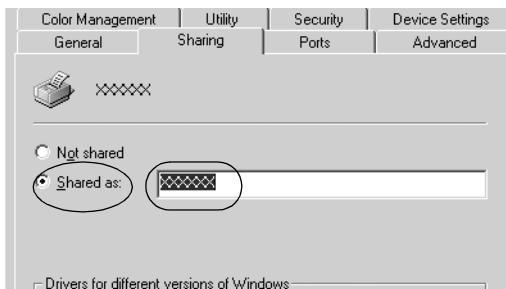 Color Management Utility Security Device Settings
General Sharing Ports Advanced
XXXXXX
Not shared
Shared as: XXXXXX
Drivers for different versions of Windows